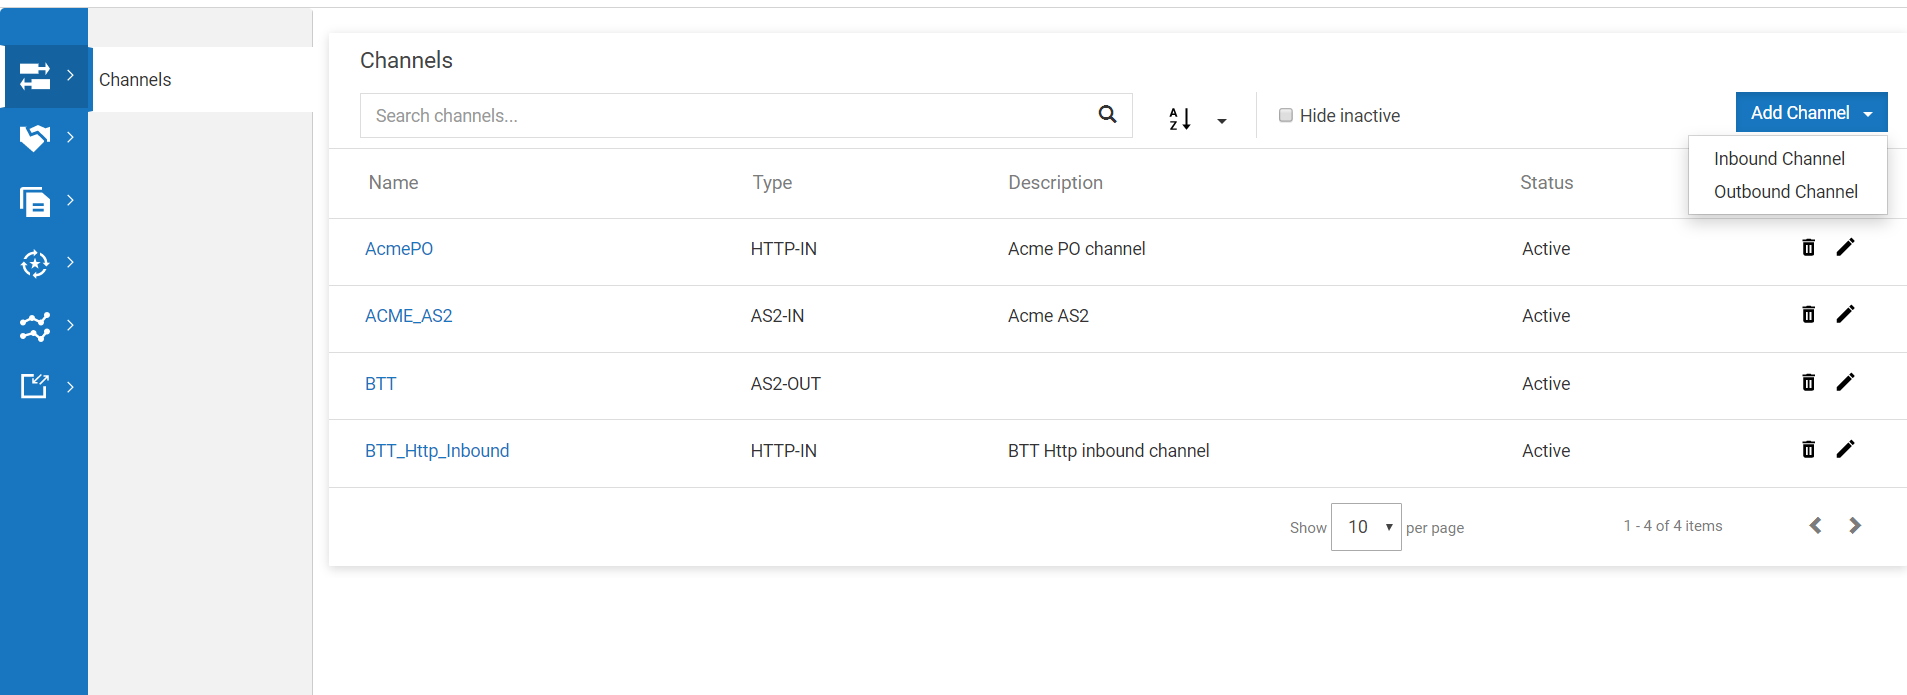 Channels
Channels
Search channels...
A
Z
Hide inactive
Add Channel
Inbound Channel
Outbound Channel
Name Type Description Status
AcmePO HTTP-IN Acme PO channel Active
ACME_AS2 AS2-IN Acme AS2 Active
BTT AS2-OUT Active
BTT_Http_Inbound HTTP-IN BTT Http inbound channel Active
Show 10 per page 1 - 4 of 4 items